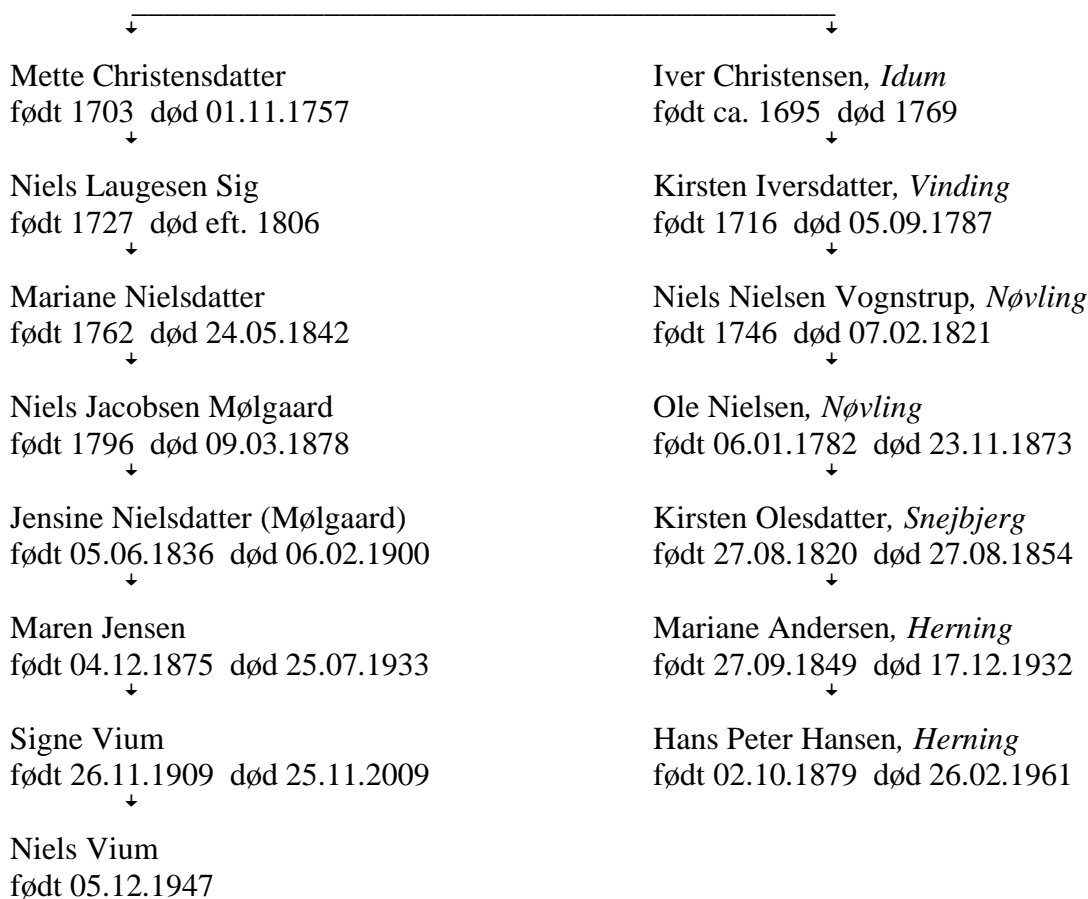 Mette Christensdatter
født 1703  død 01.11.1757
Niels Laugesen Sig
født 1727  død eft. 1806
Mariane Nielsdatter
født 1762  død 24.05.1842
Niels Jacobsen Mølgaard
født 1796  død 09.03.1878
Jensine Nielsdatter (Mølgaard)
født 05.06.1836  død 06.02.1900
Maren Jensen
født 04.12.1875  død 25.07.1933
Signe Vium
født 26.11.1909  død 25.11.2009
Niels Vium
født 05.12.1947
Iver Christensen, Idum
født ca. 1695  død 1769
Kirsten Iversdatter, Vinding
født 1716  død 05.09.1787
Niels Nielsen Vognstrup, Nøvling
født 1746  død 07.02.1821
Ole Nielsen, Nøvling
født 06.01.1782  død 23.11.1873
Kirsten Olesdatter, Snejbjerg
født 27.08.1820  død 27.08.1854
Mariane Andersen, Herning
født 27.09.1849  død 17.12.1932
Hans Peter Hansen, Herning
født 02.10.1879  død 26.02.1961